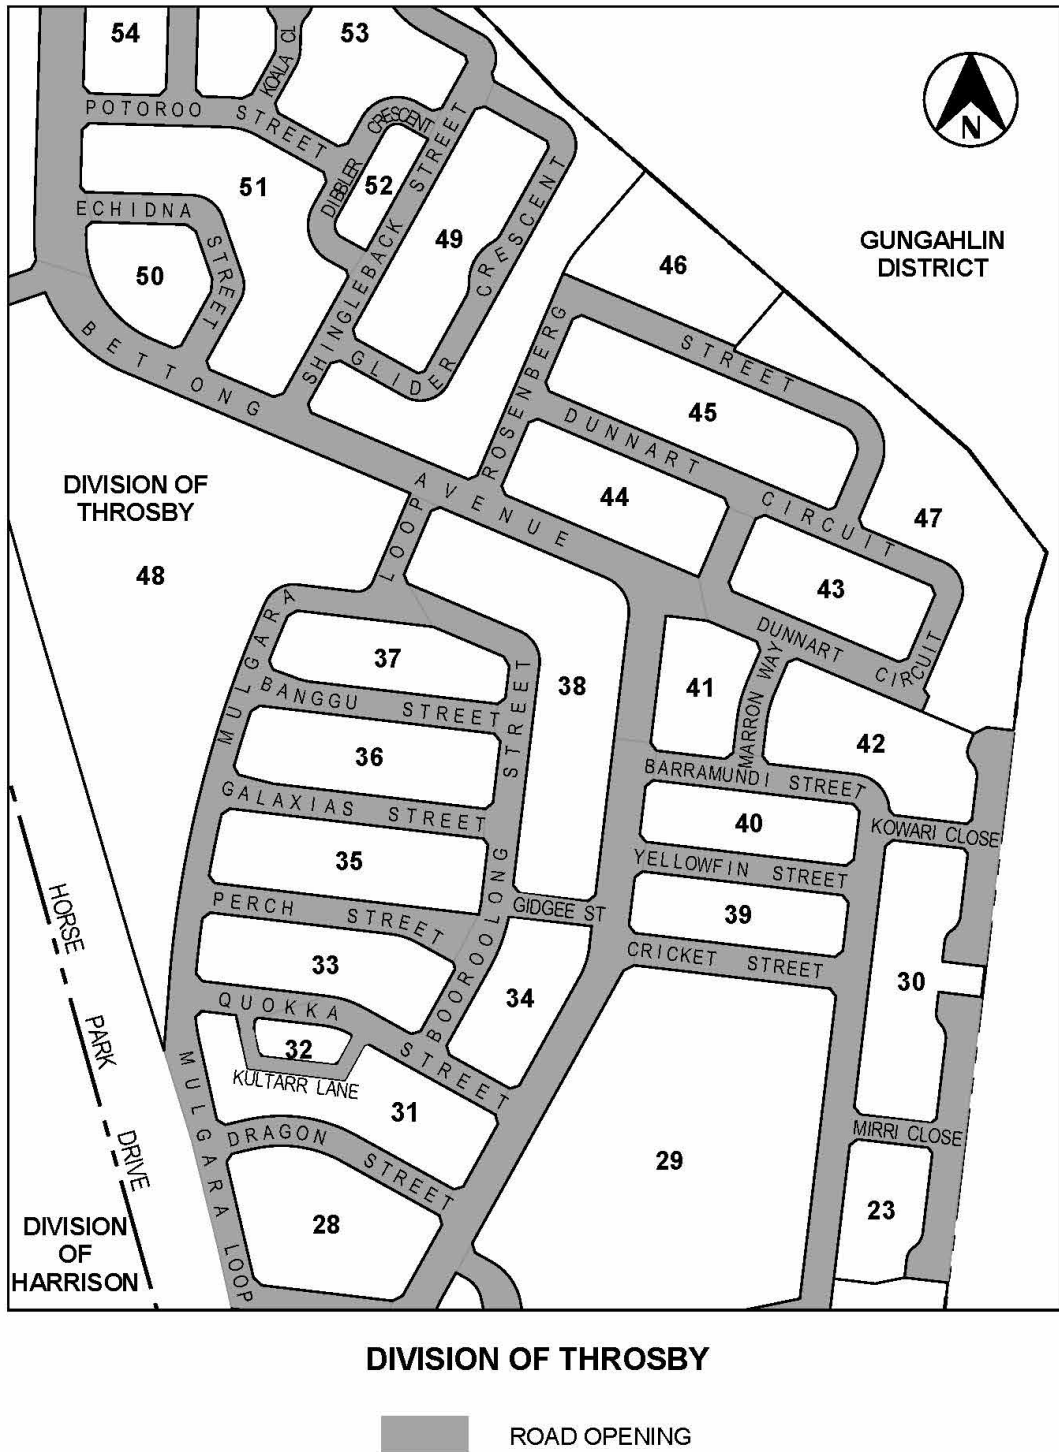 54
53
KOALA CL
POTOROO STREET
DIBBLER CRESCENT
N
51
52
49
ECHIDNA STREET
SHINGLEBACK STREET
GLIDER CRESCENT
GUNGAHLIN
DISTRICT
46
50
BETTONG AVENUE
ROSENBERG STREET
45
DUNNART CIRCUIT
DIVISION OF
THROSBY
44
47
48
43
MULGARA LOOP
DUNNART CIRCUIT
37
38
41
MARRON WAY
BANGGU STREET
42
36
BARRAMUNDI STREET
GALAXIAS STREET
40
KOWARI CLOSE
35
YELLOWFIN STREET
BOOROOLONG STREET
HORSE PARK DRIVE
PERCH STREET
GIDGEE ST
39
CRICKET STREET
33
34
30
QUOKKA STREET
32
KULTARR LANE
31
MIRRI CLOSE
DRAGON STREET
29
MULGARA LOOP
28
23
DIVISION
OF
HARRISON
DIVISION OF THROSBY
ROAD OPENING